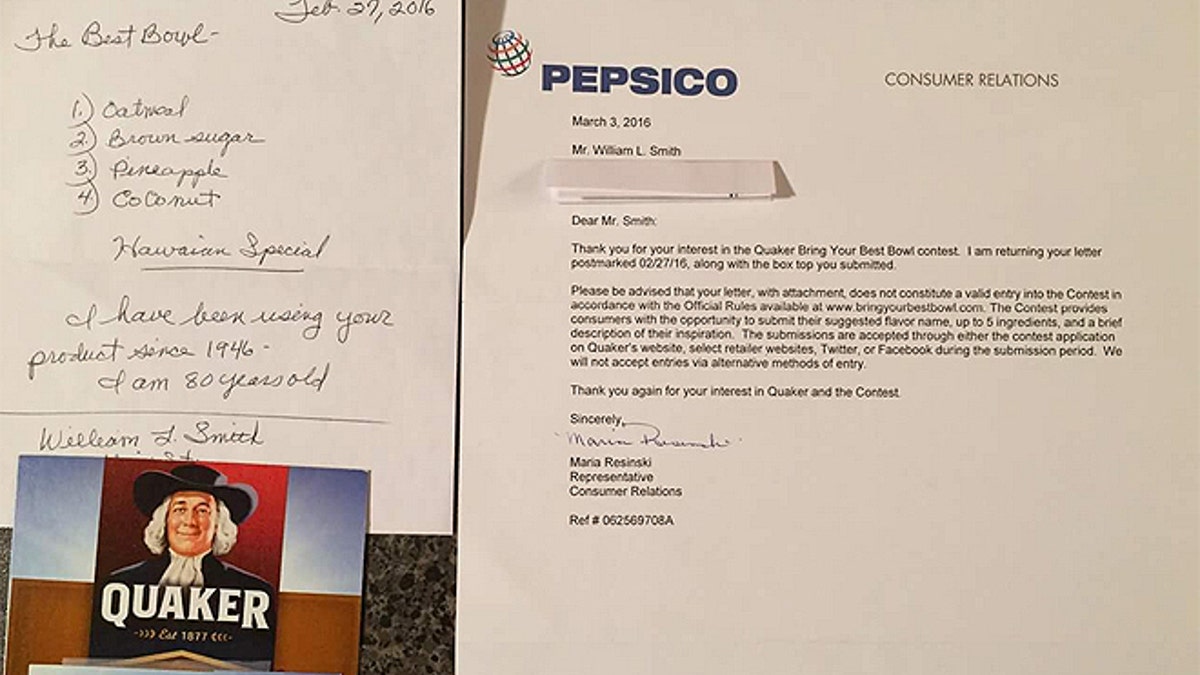 Feb. 27, 2016
The Best Bowl-
1.) Oatmeal
2.) Brown sugar
3.) Pineapple
4.) Coconut
Hawaiian Special
I have been using your
product since 1946 -
I am 80 years old
William L. Smith
QUAKER
Est 1877
PEPSICO
CONSUMER RELATIONS
March 3, 2016
Mr. William L. Smith
Dear Mr. Smith:
Thank you for your interest in the Quaker Bring Your Best Bowl contest. I am returning your letter
postmarked 02/27/16, along with the box top you submitted.
Please be advised that your letter, with attachment, does not constitute a valid entry into the Contest in
accordance with the Official Rules available at www.bringyourbestbowl.com. The Contest provides
consumers with the opportunity to submit their suggested flavor name, up to 5 ingredients, and a brief
description of their inspiration. The submissions are accepted through either the contest application
on Quaker's website, select retailer websites, Twitter, or Facebook during the submission period. We
will not accept entries via alternative methods of entry.
Thank you again for your interest in Quaker and the Contest.
Sincerely,
Maria Resinski
Maria Resinski
Representative
Consumer Relations
Ref # 062569708A